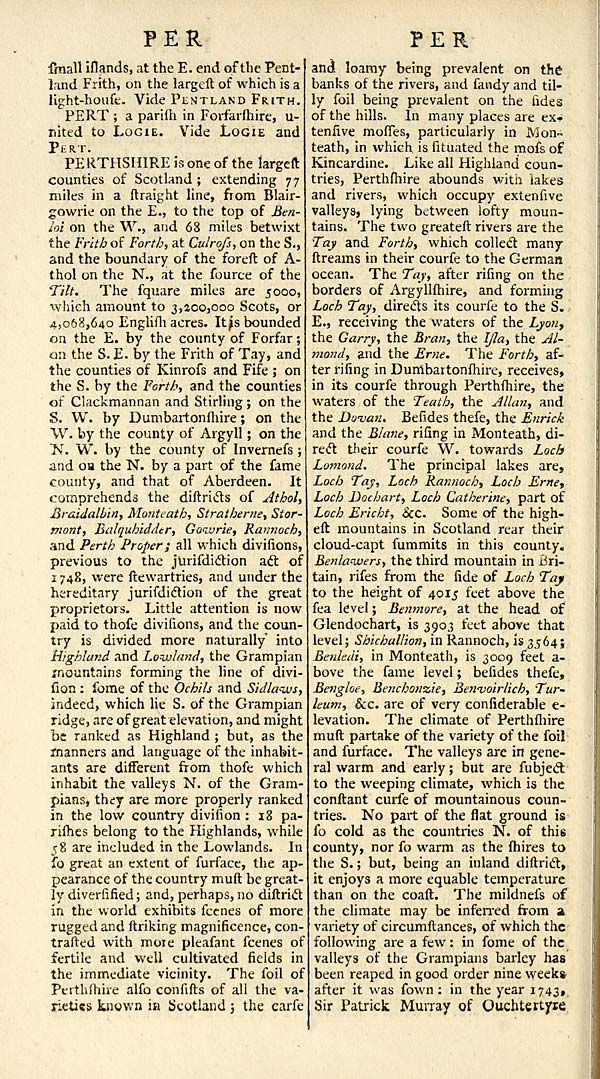 PER
ſmall iſlands, at the E. end of the Pent-
land Frith, on the largeſt of which is a
light-houſe. Vide PENTLAND FRITH.
PERT; a pariſh in Forfarſhire, u-
nited to LOGIE. Vide LOGIE and
PERT.
PERTHSHIRE is one of the largeſt
counties of Scotland; extending 77
miles in a ſtraight line, from Blair-
gowrie on the E., to the top of Ben-
loi on the W., and 68 miles betwixt
the Frith of Forth, at Culroſs, on the S.,
and the boundary of the foreſt of A-
thol on the N., at the ſource of the
Tilt. The ſquare miles are 5000,
which amount to 3,200,000 Scots, or
4,068,640 Engliſh acres. It is bounded
on the E. by the county of Forfar;
on the S. E. by the Frith of Tay, and
the counties of Kinroſs and Fife; on
the S. by the Forth, and the counties
of Clackmannan and Stirling; on the
S. W. by Dumbartonſhire; on the
W. by the county of Argyll; on the
N. W. by the county of Inverneſs;
and on the N. by a part of the ſame
county, and that of Aberdeen. It
comprehends the diſtricts of Athol,
Braidalbin, Monteath, Stratherne, Stor-
mont, Balquhidder, Gowrie, Rannoch,
and Perth Proper; all which diviſions,
previous to the juriſdiction act of
1748, were ſtewartries, and under the
hereditary juriſdiction of the great
proprietors. Little attention is now
paid to thoſe diviſions, and the coun-
try is divided more naturally into
Highland and Lowland, the Grampian
mountains forming the line of divi-
ſion: ſome of the Ochils and Sidlaws,
indeed, which lie S. of the Grampian
ridge, are of great elevation, and might
be ranked as Highland; but, as the
manners and language of the inhabit-
ants are different from thoſe which
inhabit the valleys N. of the Gram-
pians, they are more properly ranked
in the low country diviſion: 18 pa-
riſhes belong to the Highlands, while
58 are included in the Lowlands. In
ſo great an extent of ſurface, the ap-
pearance of the country muſt be great-
ly diverſified; and, perhaps, no diſtrict
in the world exhibits ſcenes of more
rugged and ſtriking magnificence, con-
traſted with more pleaſant ſcenes of
fertile and well cultivated fields in
the immediate vicinity. The ſoil of
Perthſhire alſo conſiſts of all the va-
rieties known in Scotland; the carſe
PER
and loamy being prevalent on the
banks of the rivers, and ſandy and til-
ly ſoil being prevalent on the ſides
of the hills. In many places are ex-
tenſive moſſes, particularly in Mon-
teath, in which is ſituated the moſs of
Kincardine. Like all Highland coun-
tries, Perthſhire abounds with lakes
and rivers, which occupy extenſive
valleys, lying between lofty moun-
tains. The two greateſt rivers are the
Tay and Forth, which collect many
ſtreams in their courſe to the German
ocean. The Tay, after riſing on the
borders of Argyllſhire, and forming
Loch Tay, directs its courſe to the S.
E., receiving the waters of the Lyon,
the Garry, the Bran, the Iſla, the Al-
mond, and the Erne. The Forth, af-
ter riſing in Dumbartonſhire, receives,
in its courſe through Perthſhire, the
waters of the Teath, the Allan, and
the Dovan. Beſides theſe, the Enrick
and the Blane, riſing in Monteath, di-
rect their courſe W. towards Loch
Lomond. The principal lakes are,
Loch Tay, Loch Rannoch, Loch Erne,
Loch Dochart, Loch Catherine, part of
Loch Ericht, &c. Some of the high-
eſt mountains in Scotland rear their
cloud-capt ſummits in this county.
Benlawers, the third mountain in Bri-
tain, riſes from the ſide of Loch Tay
to the height of 4015 feet above the
ſea level; Benmore, at the head of
Glendochart, is 3903 feet above that
level; Shichallion, in Rannoch, is 3564;
Benledi, in Monteath, is 3009 feet a-
bove the ſame level; beſides theſe,
Bengloe, Benchonzie, Benvoirlich, Tur-
leum, &c. are of very conſiderable e-
levation. The climate of Perthſhire
muſt partake of the variety of the ſoil
and ſurface. The valleys are in gene-
ral warm and early; but are ſubject
to the weeping climate, which is the
conſtant curſe of mountainous coun-
tries. No part of the flat ground is
ſo cold as the countries N. of this
county, nor ſo warm as the ſhires to
the S.; but, being an inland diſtrict,
it enjoys a more equable temperature
than on the coaſt. The mildneſs of
the climate may be inferred from a
variety of circumſtances, of which the
following are a few: in ſome of the
valleys of the Grampians barley has
been reaped in good order nine weeks
after it was ſown: in the year 1743,
Sir Patrick Murray of Ouchtertyre